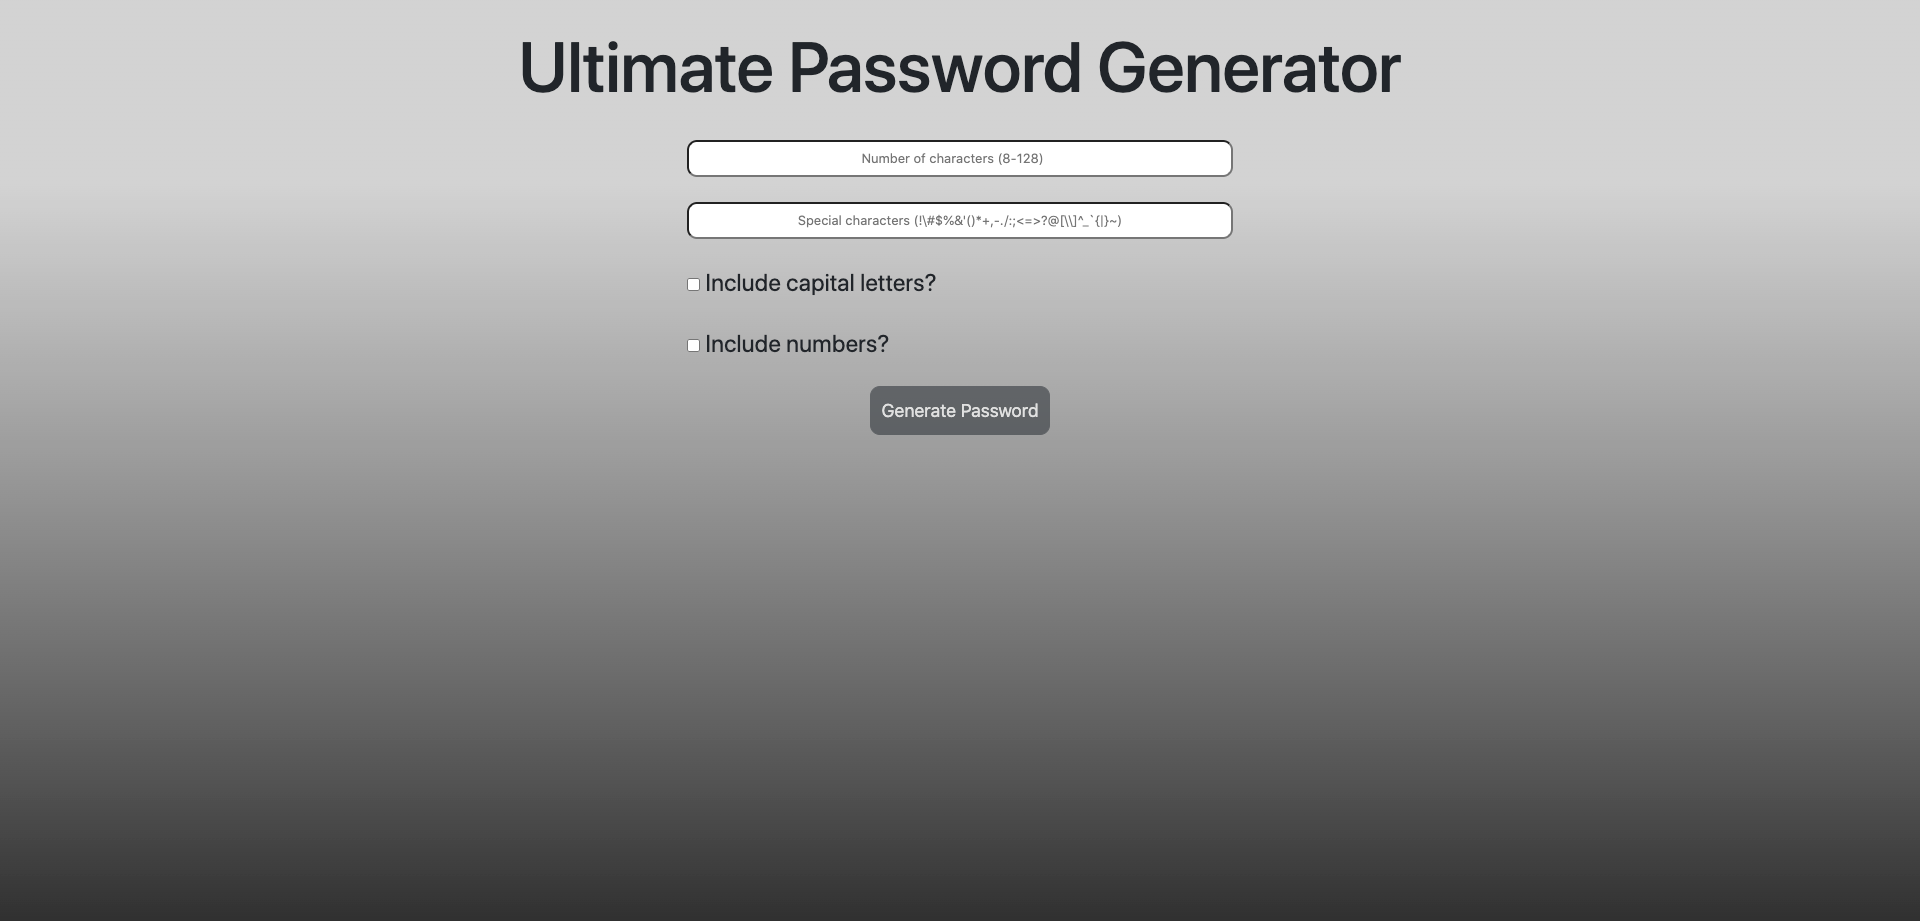 Ultimate Password Generator
Number of characters (8-128)
Special characters (!\#$%&'()*+,-./:;<=>?@[\\]^_`{|}~)
Include capital letters?
Include numbers?
Generate Password